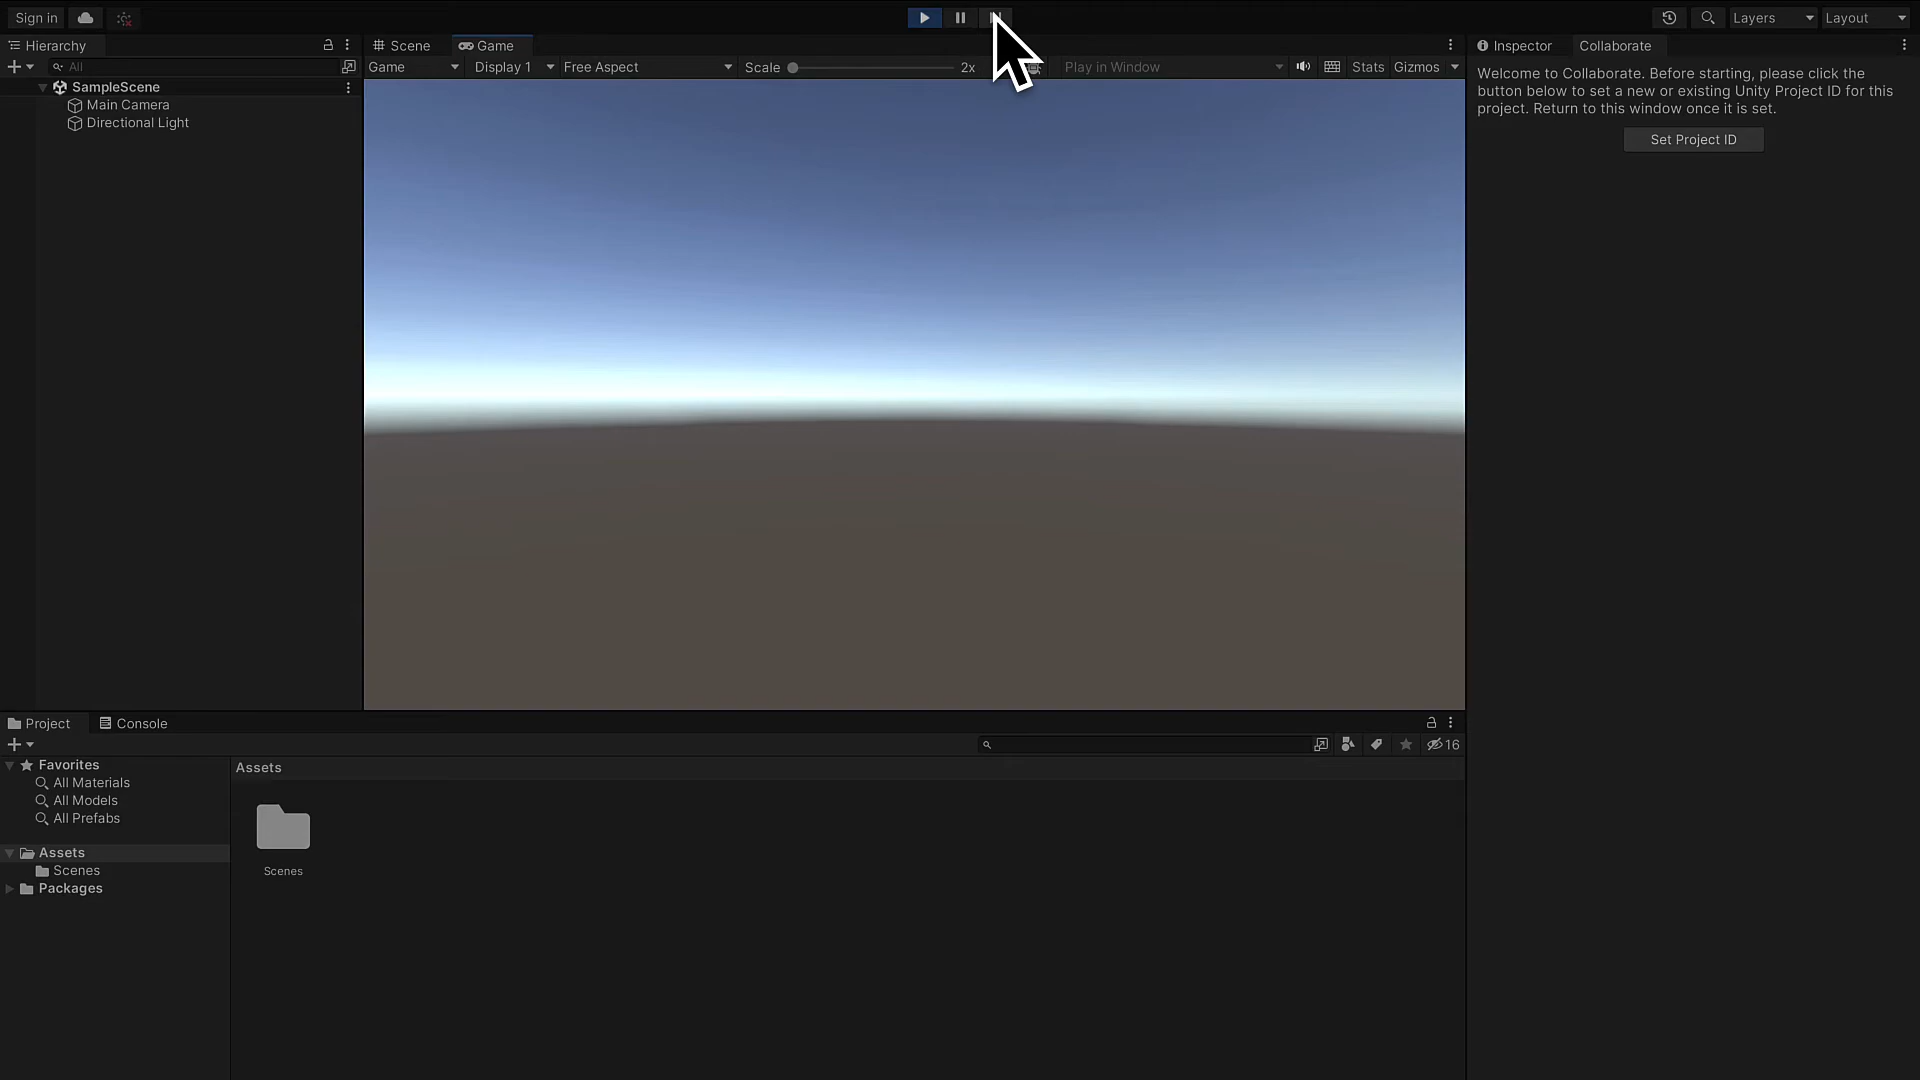 Sign in
Layers
Layout
Hierarchy
Scene
Game
Inspector
Collaborate
All
Game
Display 1
Free Aspect
Scale
2x
Play in Window
Stats
Gizmos
SampleScene
Main Camera
Directional Light
Welcome to Collaborate. Before starting, please click the
button below to set a new or existing Unity Project ID for this
project. Return to this window once it is set.
Set Project ID
Project
Console
16
Favorites
All Materials
All Models
All Prefabs
Assets
Scenes
Packages
Assets
Scenes